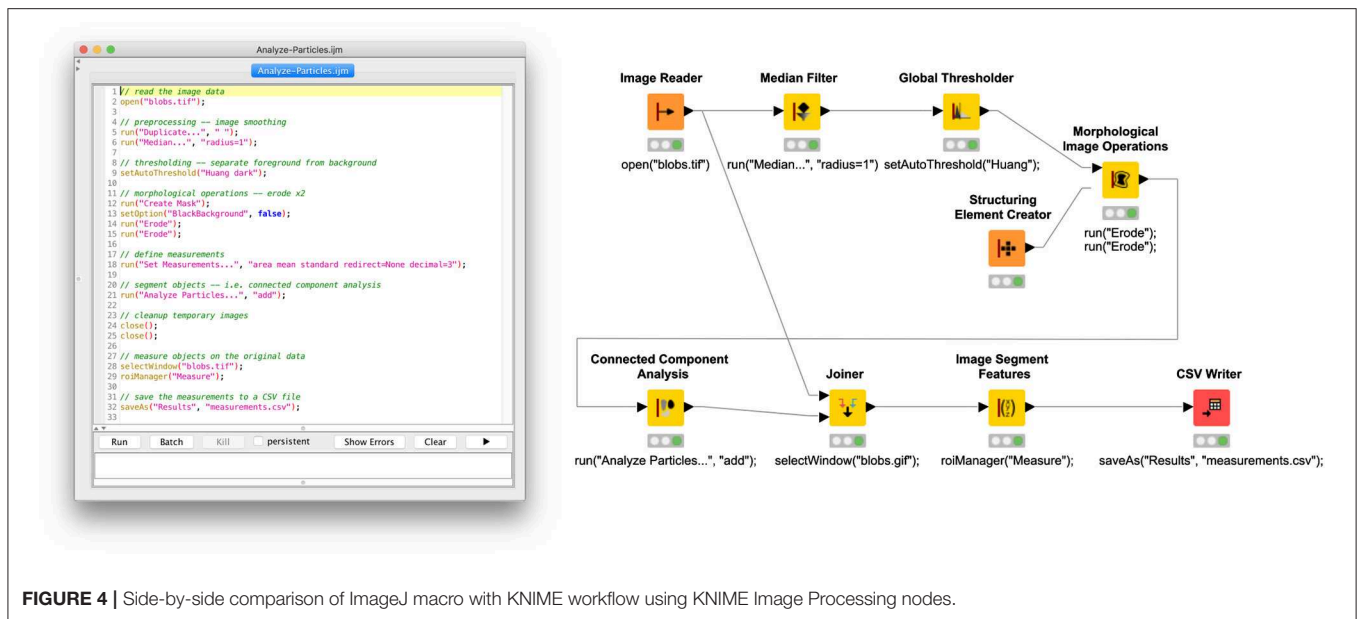 Analyze-Particles.ijm
Analyze-Particles.ijm
1 // read the image data
2 open("blobs.tif");
3
4 // preprocessing -- image smoothing
5 run("Duplicate...", " ");
6 run("Median...", "radius=1");
7
8 // thresholding -- separate foreground from background
9 setAutoThreshold("Huang dark");
10
11 // morphological operations -- erode x2
12 run("Create Mask");
13 setOption("BlackBackground", false);
14 run("Erode");
15 run("Erode");
16
17 // define measurements
18 run("Set Measurements...", "area mean standard redirect=None decimal=3");
19
20 // segment objects -- i.e. connected component analysis
21 run("Analyze Particles...", "add");
22
23 // cleanup temporary images
24 close();
25 close();
26
27 // measure objects on the original data
28 selectWindow("blobs.tif");
29 roiManager("Measure");
30
31 // save the measurements to a CSV file
32 saveAs("Results", "measurements.csv");
33
Run Batch Kill persistent Show Errors Clear
Image Reader
open("blobs.tif")
Median Filter
run("Median...", "radius=1")
Global Thresholder
setAutoThreshold("Huang");
Morphological
Image Operations
run("Erode");
run("Erode");
Structuring
Element Creator
Connected Component
Analysis
run("Analyze Particles...", "add");
Joiner
selectWindow("blobs.gif");
Image Segment
Features
roiManager("Measure");
CSV Writer
saveAs("Results", "measurements.csv");
FIGURE 4 | Side-by-side comparison of ImageJ macro with KNIME workflow using KNIME Image Processing nodes.